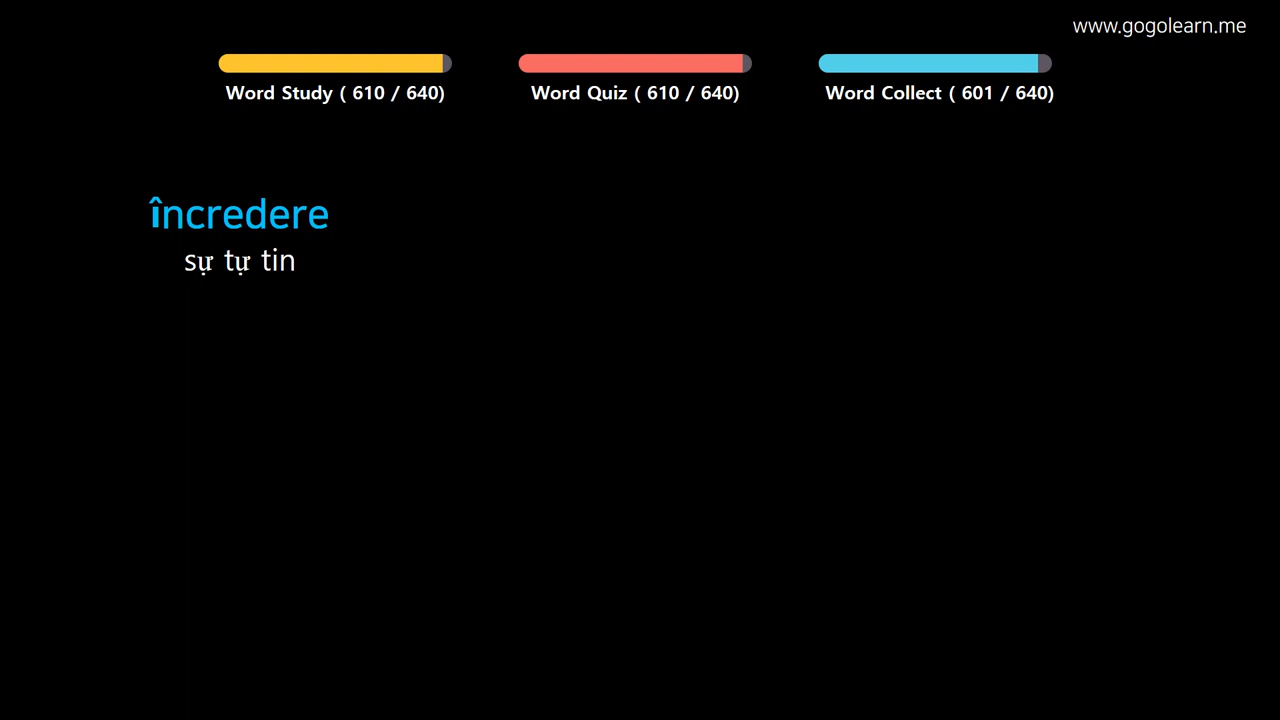 www.gogolearn.me
Word Study ( 610 / 640)
Word Quiz ( 610 / 640)
Word Collect ( 601 / 640)
încredere
sự tự tin